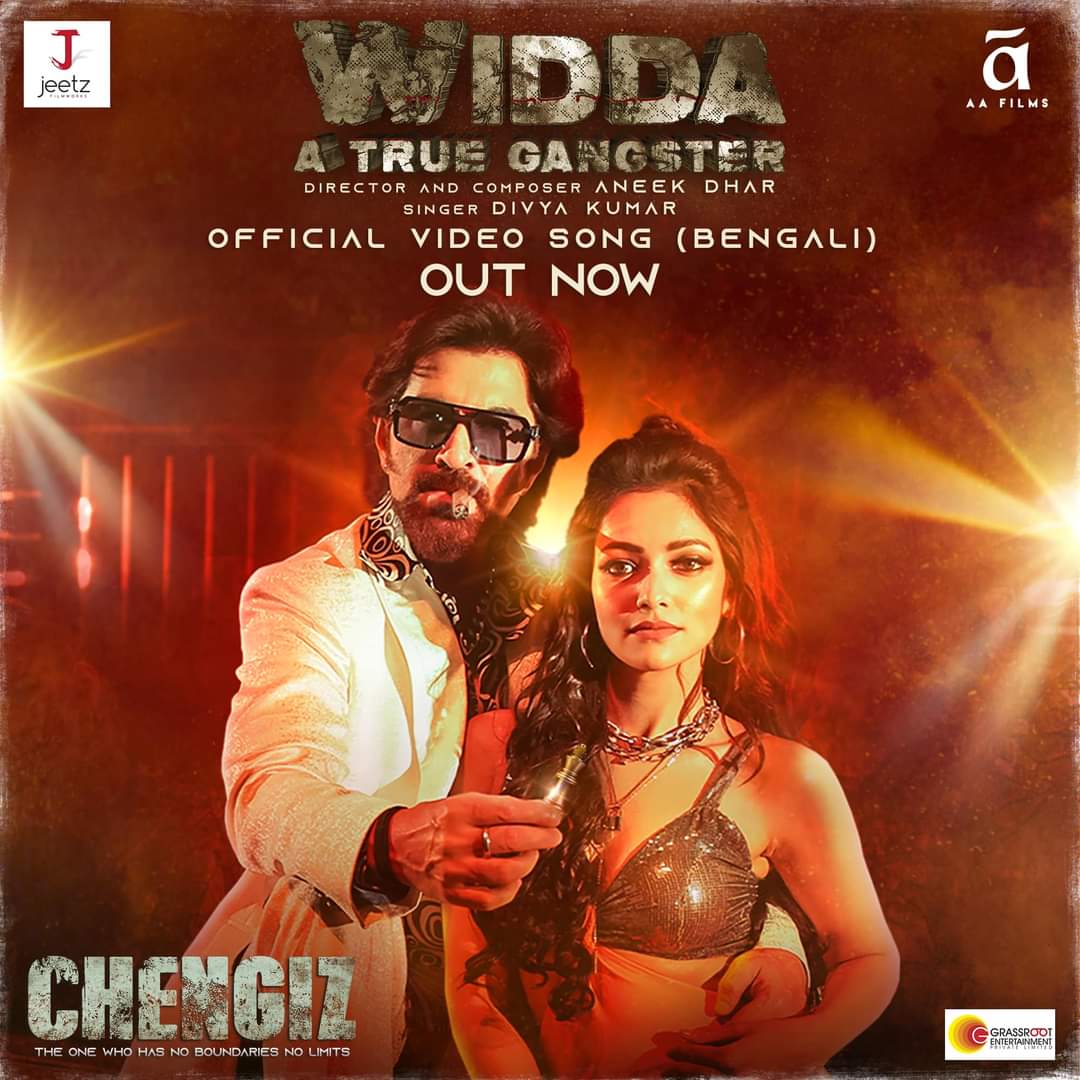 J
jeetz
FILMWORKS
ā
AA FILMS
WIDDA
A TRUE GANGSTER
DIRECTOR AND COMPOSER ANEEK DHAR
SINGER DIVYA KUMAR
OFFICIAL VIDEO SONG (BENGALI)
OUT NOW
CHENGIZ
THE ONE WHO HAS NO BOUNDARIES NO LIMITS
G
GRASSROOT
ENTERTAINMENT
PRIVATE LIMITED